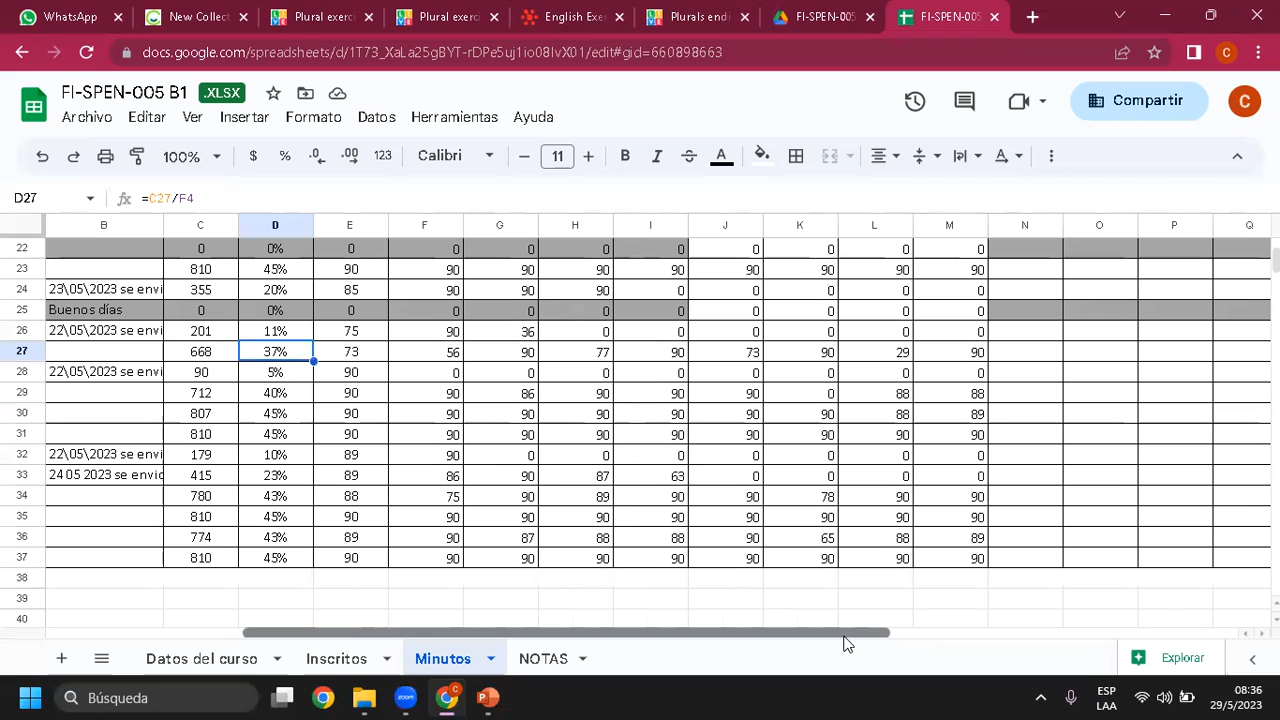 WhatsApp New Collect Plural exerci Plural exerci English Exe Plurals endi FI-SPEN-005 FI-SPEN-005
docs.google.com/spreadsheets/d/1T73_XaLa25gBYT-rDPe5uj1io08IvX01/edit#gid=660898663 C
FI-SPEN-005 B1 .XLSX
Archivo Editar Ver Insertar Formato Datos Herramientas Ayuda
Compartir C
100% $ % .0 .00 123 Calibri 11 B I S A
D27 fx =C27/F4
B C D E F G H I J K L M N O P Q
22 0 0% 0 0 0 0 0 0 0 0 0
23 810 45% 90 90 90 90 90 90 90 90 90
24 23\05\2023 se envi 355 20% 85 90 90 90 0 0 0 0 0
25 Buenos días 0 0% 0 0 0 0 0 0 0 0 0
26 22\05\2023 se envi 201 11% 75 90 36 0 0 0 0 0 0
27 668 37% 73 56 90 77 90 73 90 29 90
28 22\05\2023 se envi 90 5% 90 0 0 0 0 0 0 0 0
29 712 40% 90 90 86 90 90 90 0 88 88
30 807 45% 90 90 90 90 90 90 90 88 89
31 810 45% 90 90 90 90 90 90 90 90 90
32 22\05\2023 se envi 179 10% 89 90 0 0 0 0 0 0 0
33 24 05 2023 se envio 415 23% 89 86 90 87 63 0 0 0 0
34 780 43% 88 75 90 89 90 90 78 90 90
35 810 45% 90 90 90 90 90 90 90 90 90
36 774 43% 89 90 87 88 88 90 65 88 89
37 810 45% 90 90 90 90 90 90 90 90 90
38
39
40
Datos del curso Inscritos Minutos NOTAS Explorar
Búsqueda zoom C P ESP LAA 08:36 29/5/2023